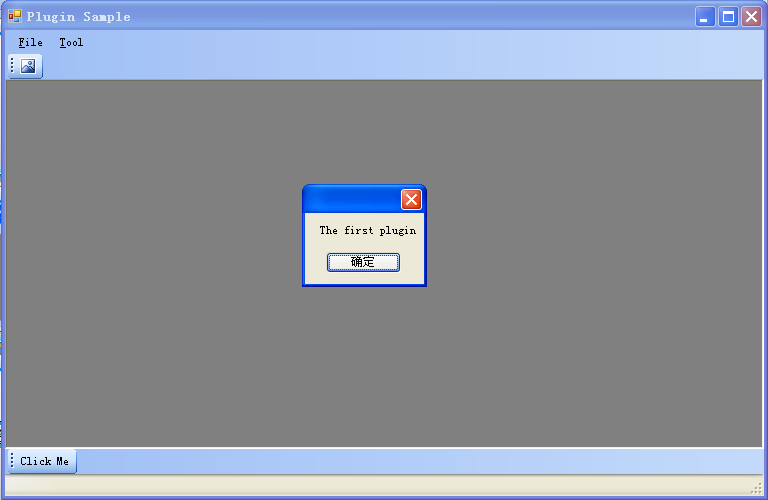 Plugin Sample
File Tool
The first plugin
确定
Click Me